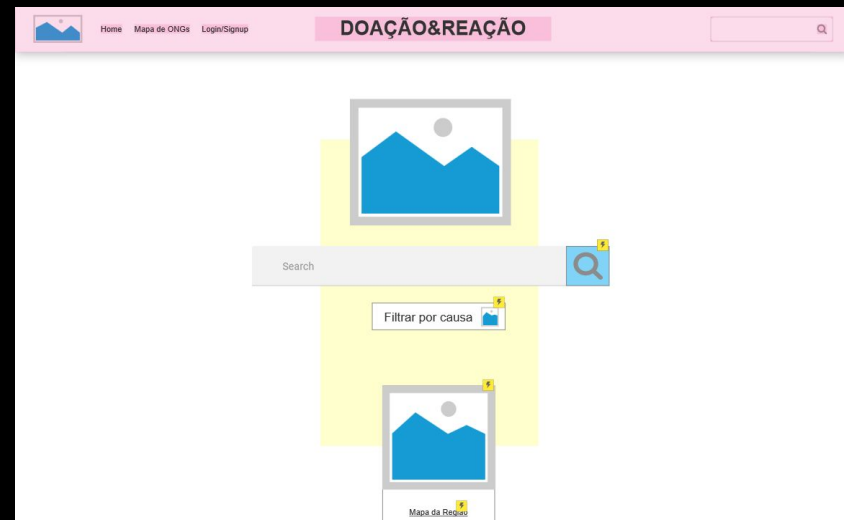 Home Mapa de ONGs Login/Signup DOAÇÃO&REAÇÃO
Search
Filtrar por causa
Mapa da Região